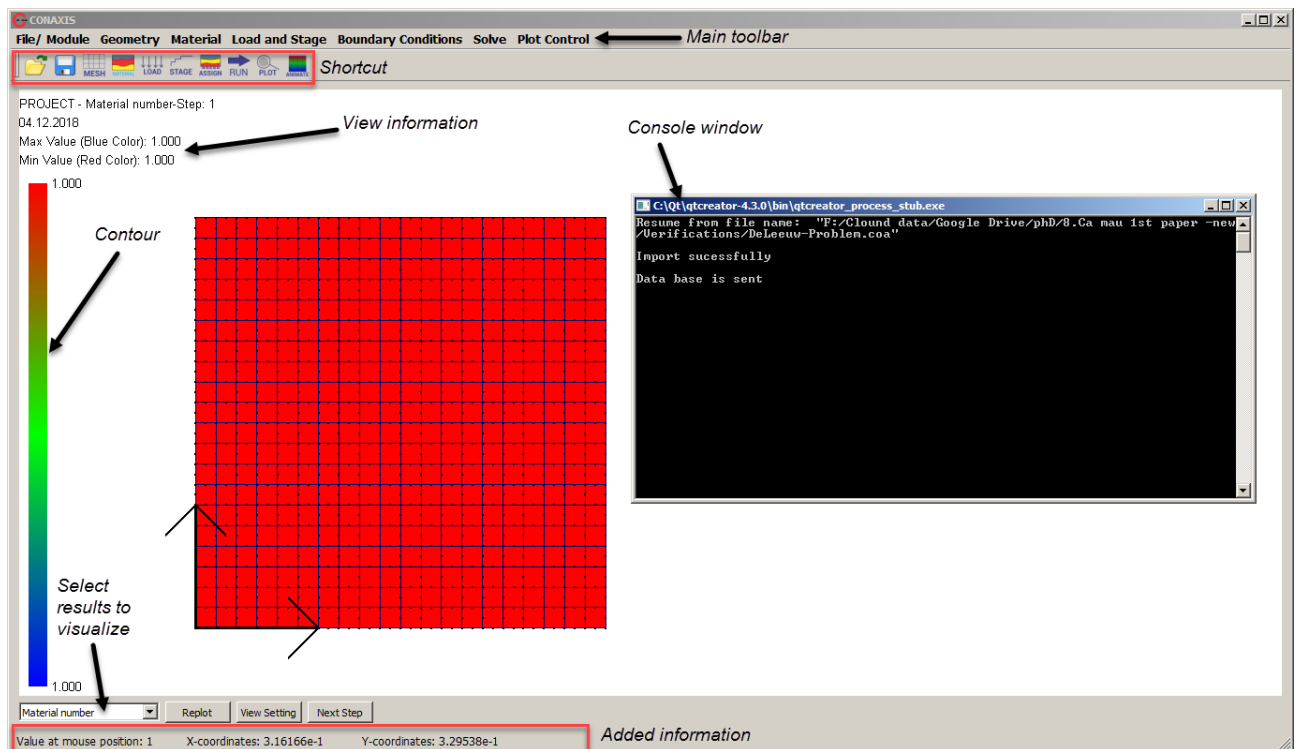 CONAXIS
File/ Module Geometry Material Load and Stage Boundary Conditions Solve Plot Control
Main toolbar
MESH MATERIAL LOAD STAGE ASSIGN RUN PLOT ANIMATE
Shortcut
PROJECT - Material number-Step: 1
04.12.2018
Max Value (Blue Color): 1.000
Min Value (Red Color): 1.000
View information
Console window
1.000
Contour
C:\Qt\qtcreator-4.3.0\bin\qtcreator_process_stub.exe
Resume from file name: "F:/Clound data/Google Drive/phD/8.Ca mau 1st paper -new
/Verifications/DeLeeuw-Problem.coa"
Import sucessfully
Data base is sent
Select
results to
visualize
1.000
Material number Replot View Setting Next Step
Value at mouse position: 1 X-coordinates: 3.16166e-1 Y-coordinates: 3.29538e-1
Added information